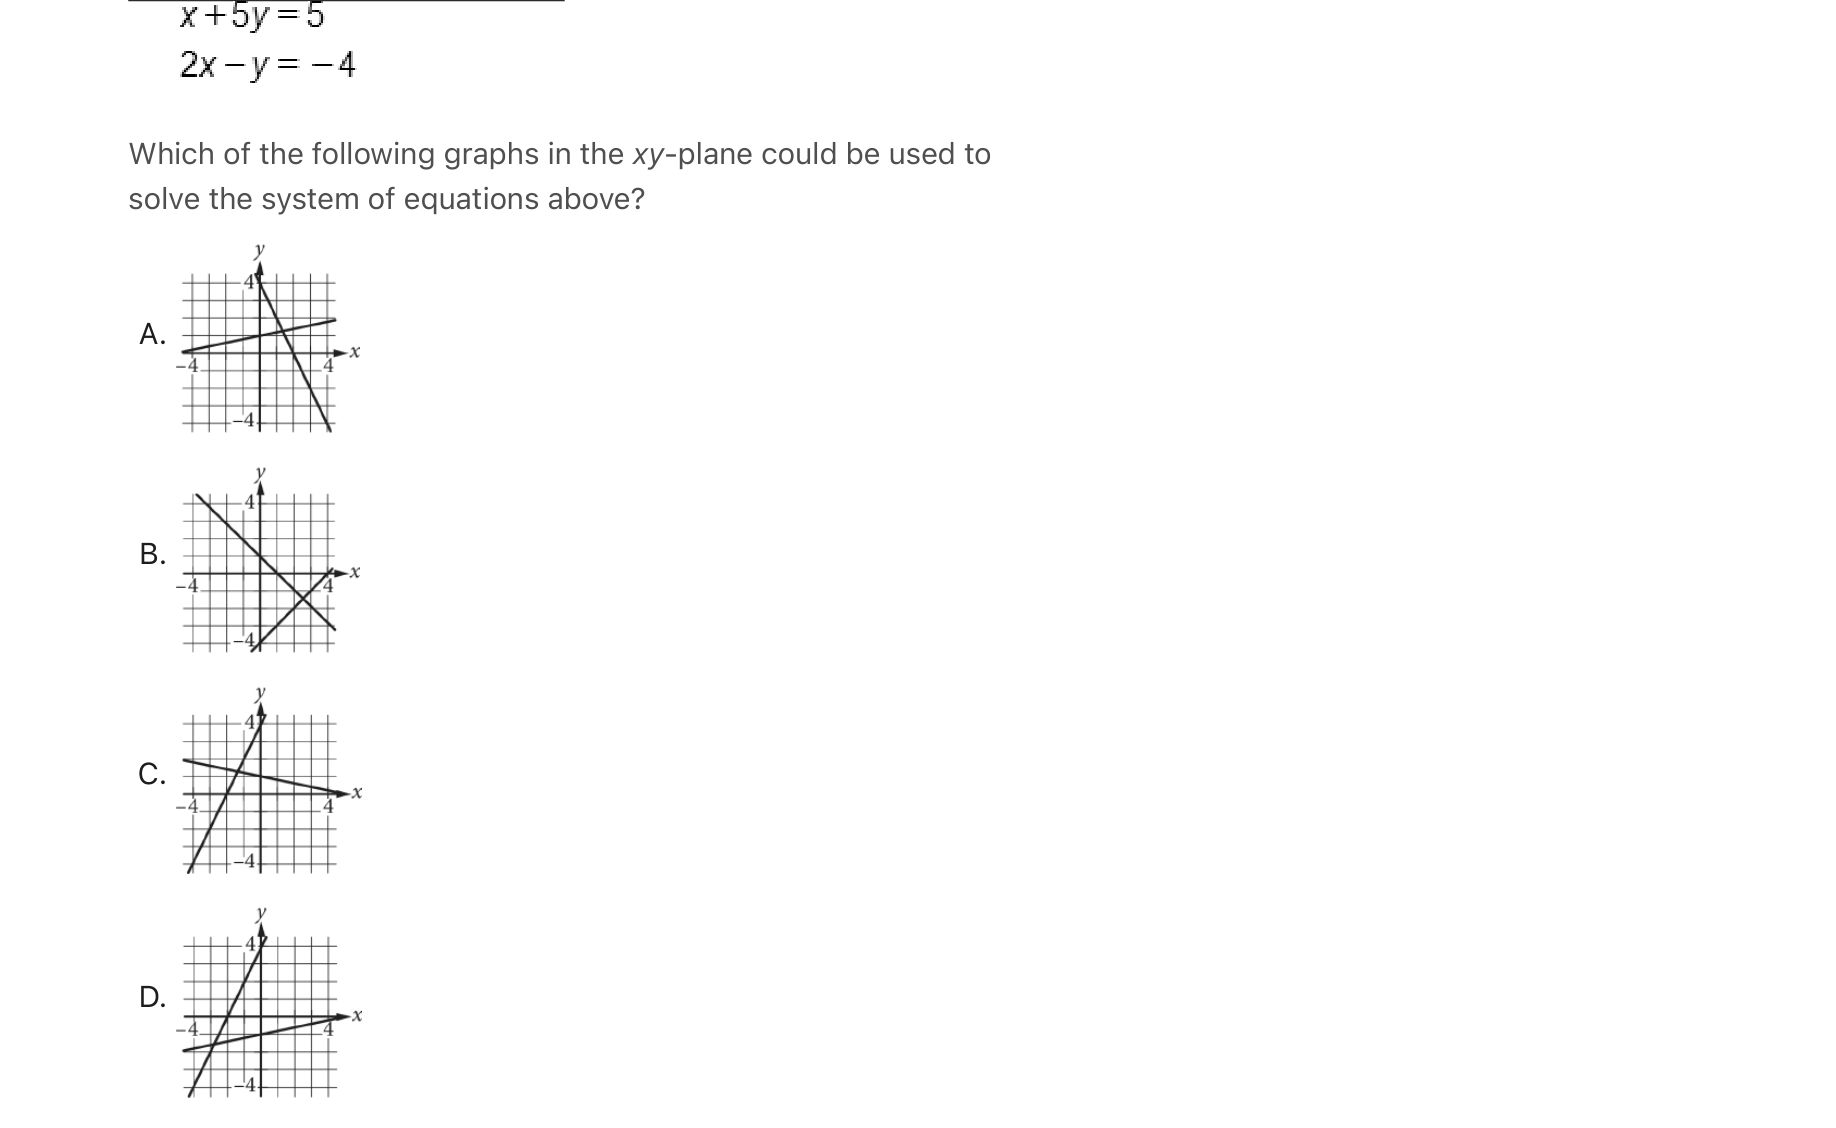 x+5y=5
2x−y=−4
Which of the following graphs in the xy-plane could be used to
solve the system of equations above?
A.
y
4
x
−4
4
−4
B.
y
4
x
−4
4
−4
C.
y
4
x
−4
4
−4
D.
y
4
x
−4
4
−4